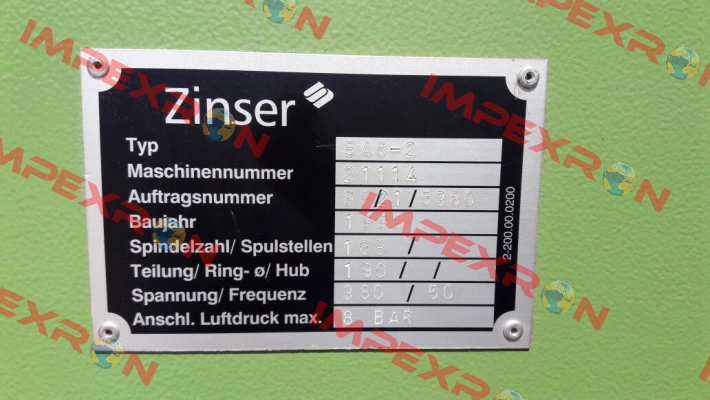 Zinser
Typ 548-2
Maschinennummer 21114
Auftragsnummer
Baujahr
Spindelzahl/ Spulstellen 168 /
Teilung/ Ring- ø/ Hub 190 / /
Spannung/ Frequenz 380 / 50
Anschl. Luftdruck max. 8 BAR
2-200.00.0200
IMPEXRON